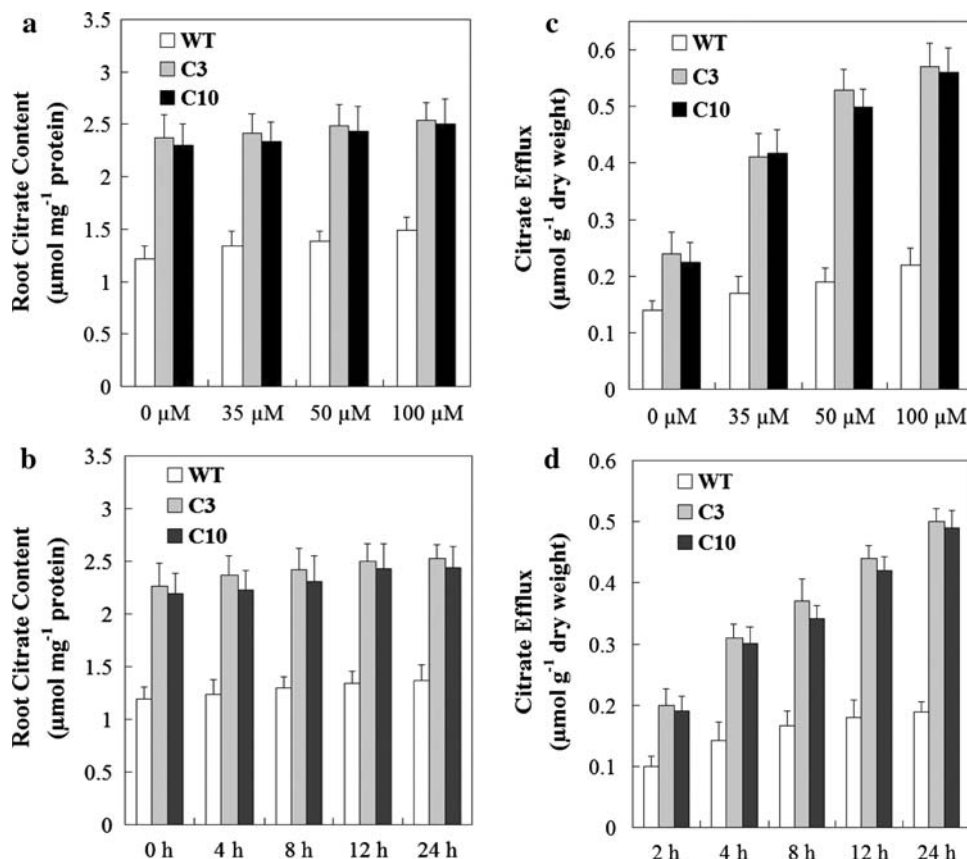 a
Root Citrate Content
(μmol mg⁻¹ protein)
3.5
3
2.5
2
1.5
1
0.5
0
WT
C3
C10
0 μM 35 μM 50 μM 100 μM
c
Citrate Efflux
(μmol g⁻¹ dry weight)
0.6
0.5
0.4
0.3
0.2
0.1
0
WT
C3
C10
0 μM 35 μM 50 μM 100 μM
b
Root Citrate Content
(μmol mg⁻¹ protein)
3.5
3
2.5
2
1.5
1
0.5
0
WT
C3
C10
0 h 4 h 8 h 12 h 24 h
d
Citrate Efflux
(μmol g⁻¹ dry weight)
0.6
0.5
0.4
0.3
0.2
0.1
0
WT
C3
C10
2 h 4 h 8 h 12 h 24 h